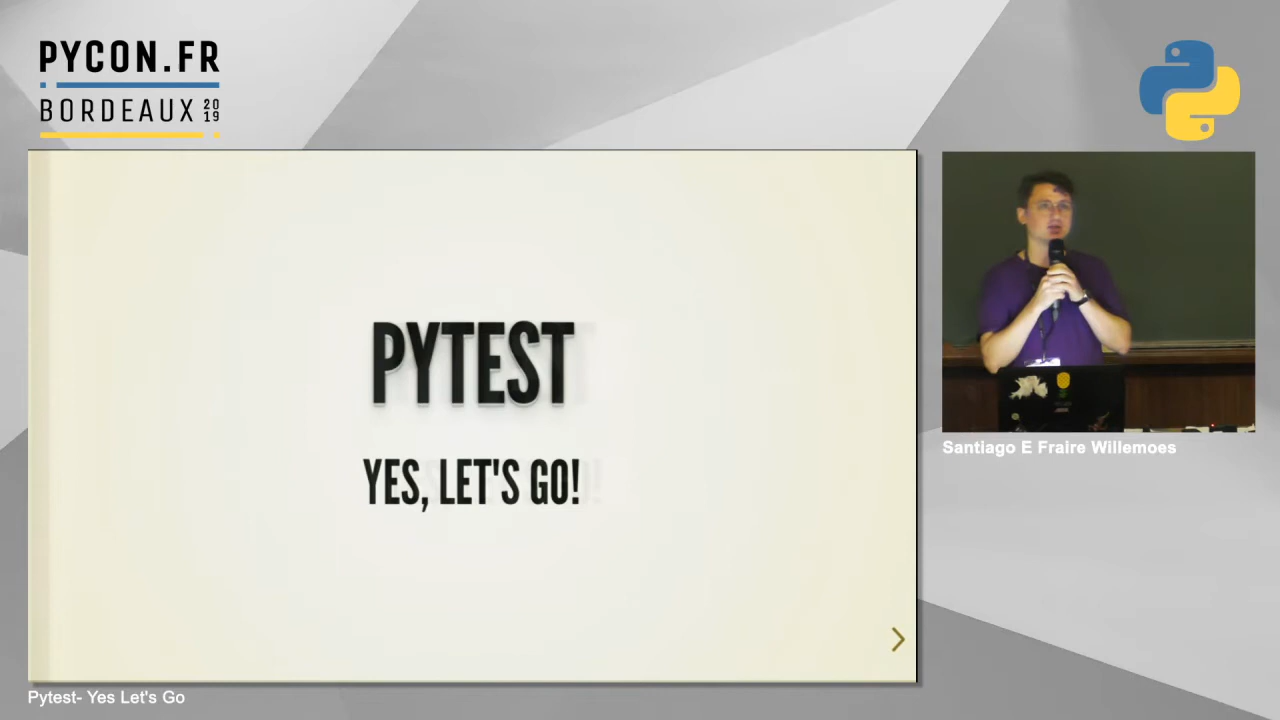 PYCON.FR
BORDEAUX 2019
PYTEST
YES, LET'S GO!
Santiago E Fraire Willemoes
Pytest- Yes Let's Go